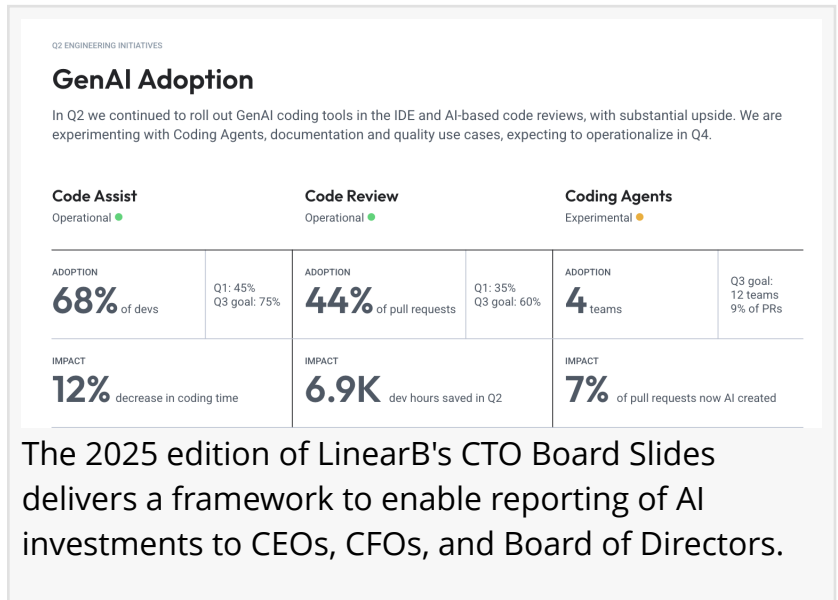 Q2 ENGINEERING INITIATIVES
GenAI Adoption
In Q2 we continued to roll out GenAI coding tools in the IDE and AI-based code reviews, with substantial upside. We are
experimenting with Coding Agents, documentation and quality use cases, expecting to operationalize in Q4.
Code Assist
Operational
Code Review
Operational
Coding Agents
Experimental
ADOPTION
68% of devs
Q1: 45%
Q3 goal: 75%
ADOPTION
44% of pull requests
Q1: 35%
Q3 goal: 60%
ADOPTION
4 teams
Q3 goal:
12 teams
9% of PRs
IMPACT
12% decrease in coding time
IMPACT
6.9K dev hours saved in Q2
IMPACT
7% of pull requests now AI created
The 2025 edition of LinearB's CTO Board Slides
delivers a framework to enable reporting of AI
investments to CEOs, CFOs, and Board of Directors.